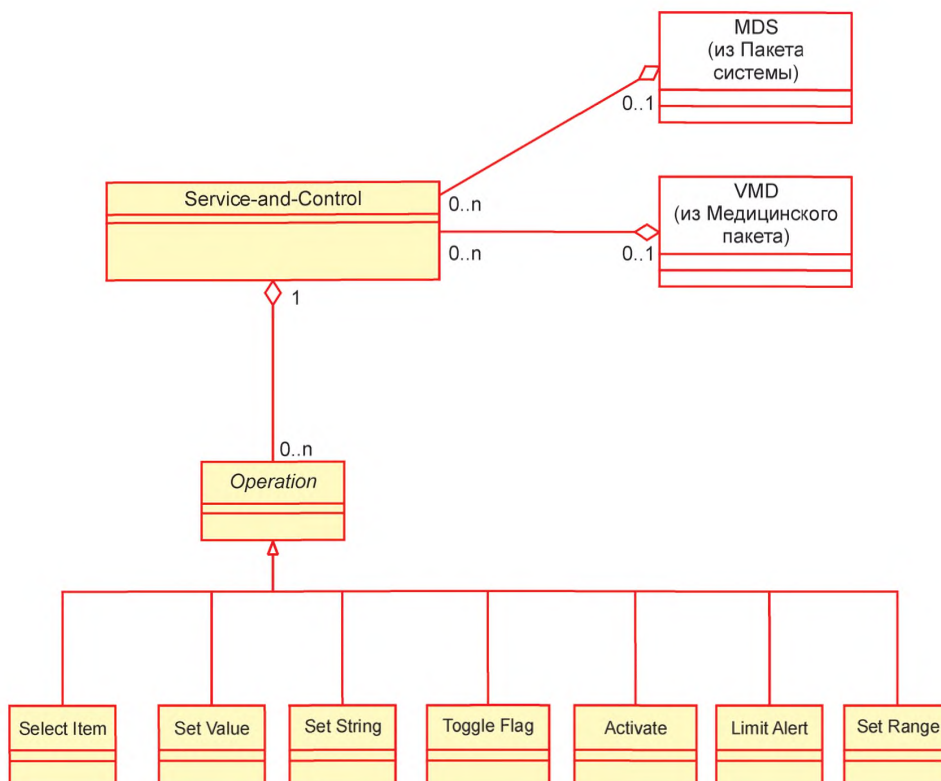 MDS
(из Пакета
системы)
0..1
Service-and-Control
0..n
VMD
(из Медицинского
пакета)
0..n
0..1
1
0..n
Operation
Select Item
Set Value
Set String
Toggle Flag
Activate
Limit Alert
Set Range